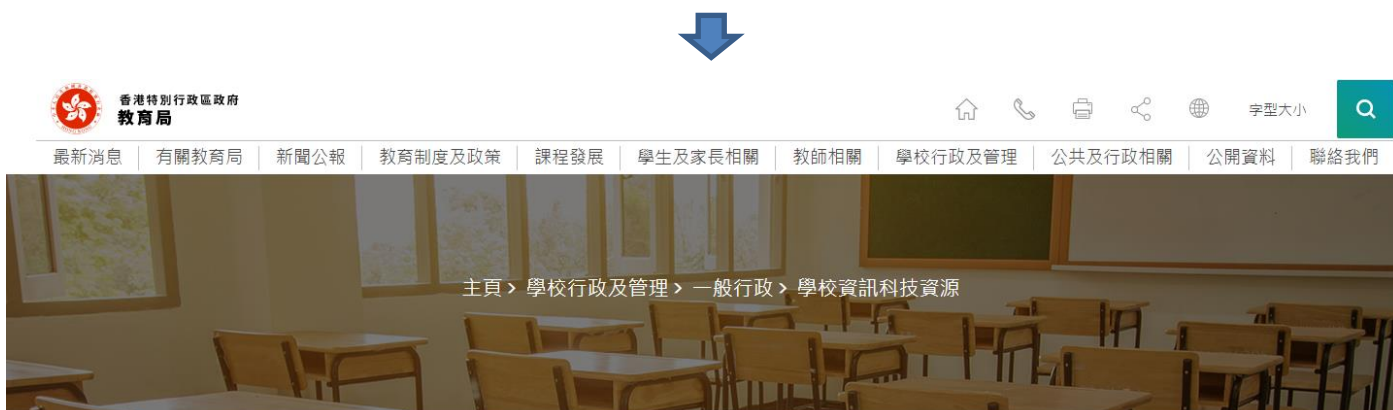 香港特別行政區政府
教育局
字型大小
最新消息 有關教育局 新聞公報 教育制度及政策 課程發展 學生及家長相關 教師相關 學校行政及管理 公共及行政相關 公開資料 聯絡我們
主頁 > 學校行政及管理 > 一般行政 > 學校資訊科技資源